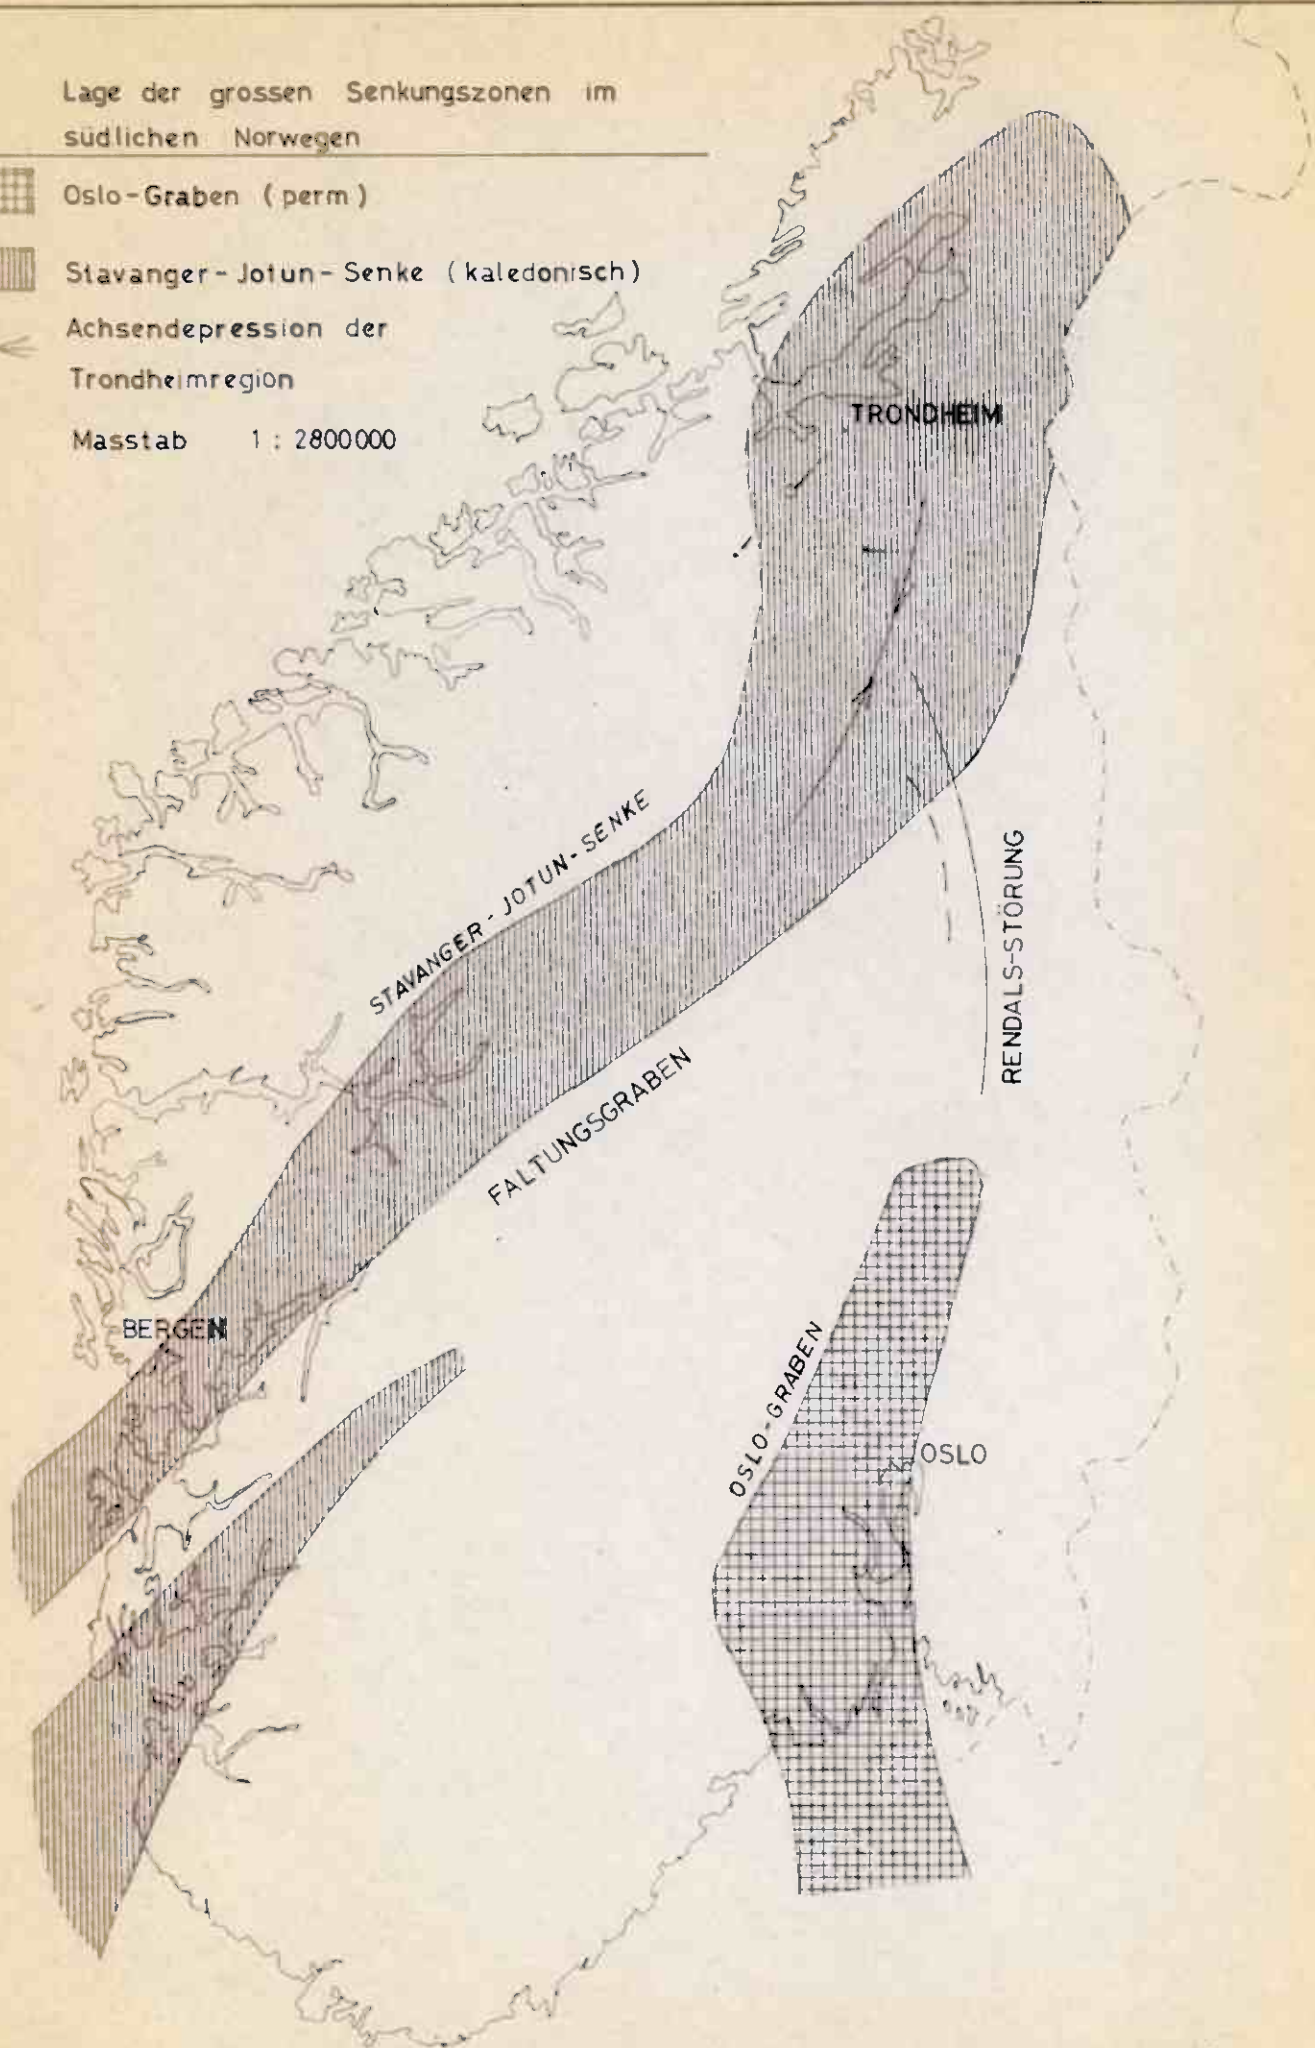 Lage der grossen Senkungszonen im
südlichen Norwegen
Oslo-Graben (perm)
Stavanger-Jotun-Senke (kaledonisch)
Achsendepression der
Trondheimregion
Masstab 1 : 2800000
TRONDHEIM
STAVANGER-JOTUN-SENKE
RENDALS-STÖRUNG
FALTUNGSGRABEN
BERGEN
OSLO-GRABEN
OSLO